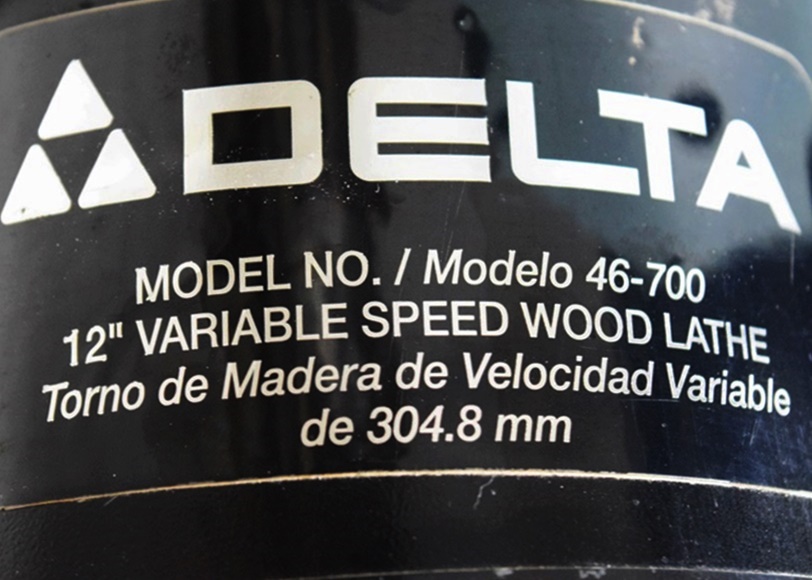 DELTA
MODEL NO. / Modelo 46-700
12" VARIABLE SPEED WOOD LATHE
Torno de Madera de Velocidad Variable
de 304.8 mm